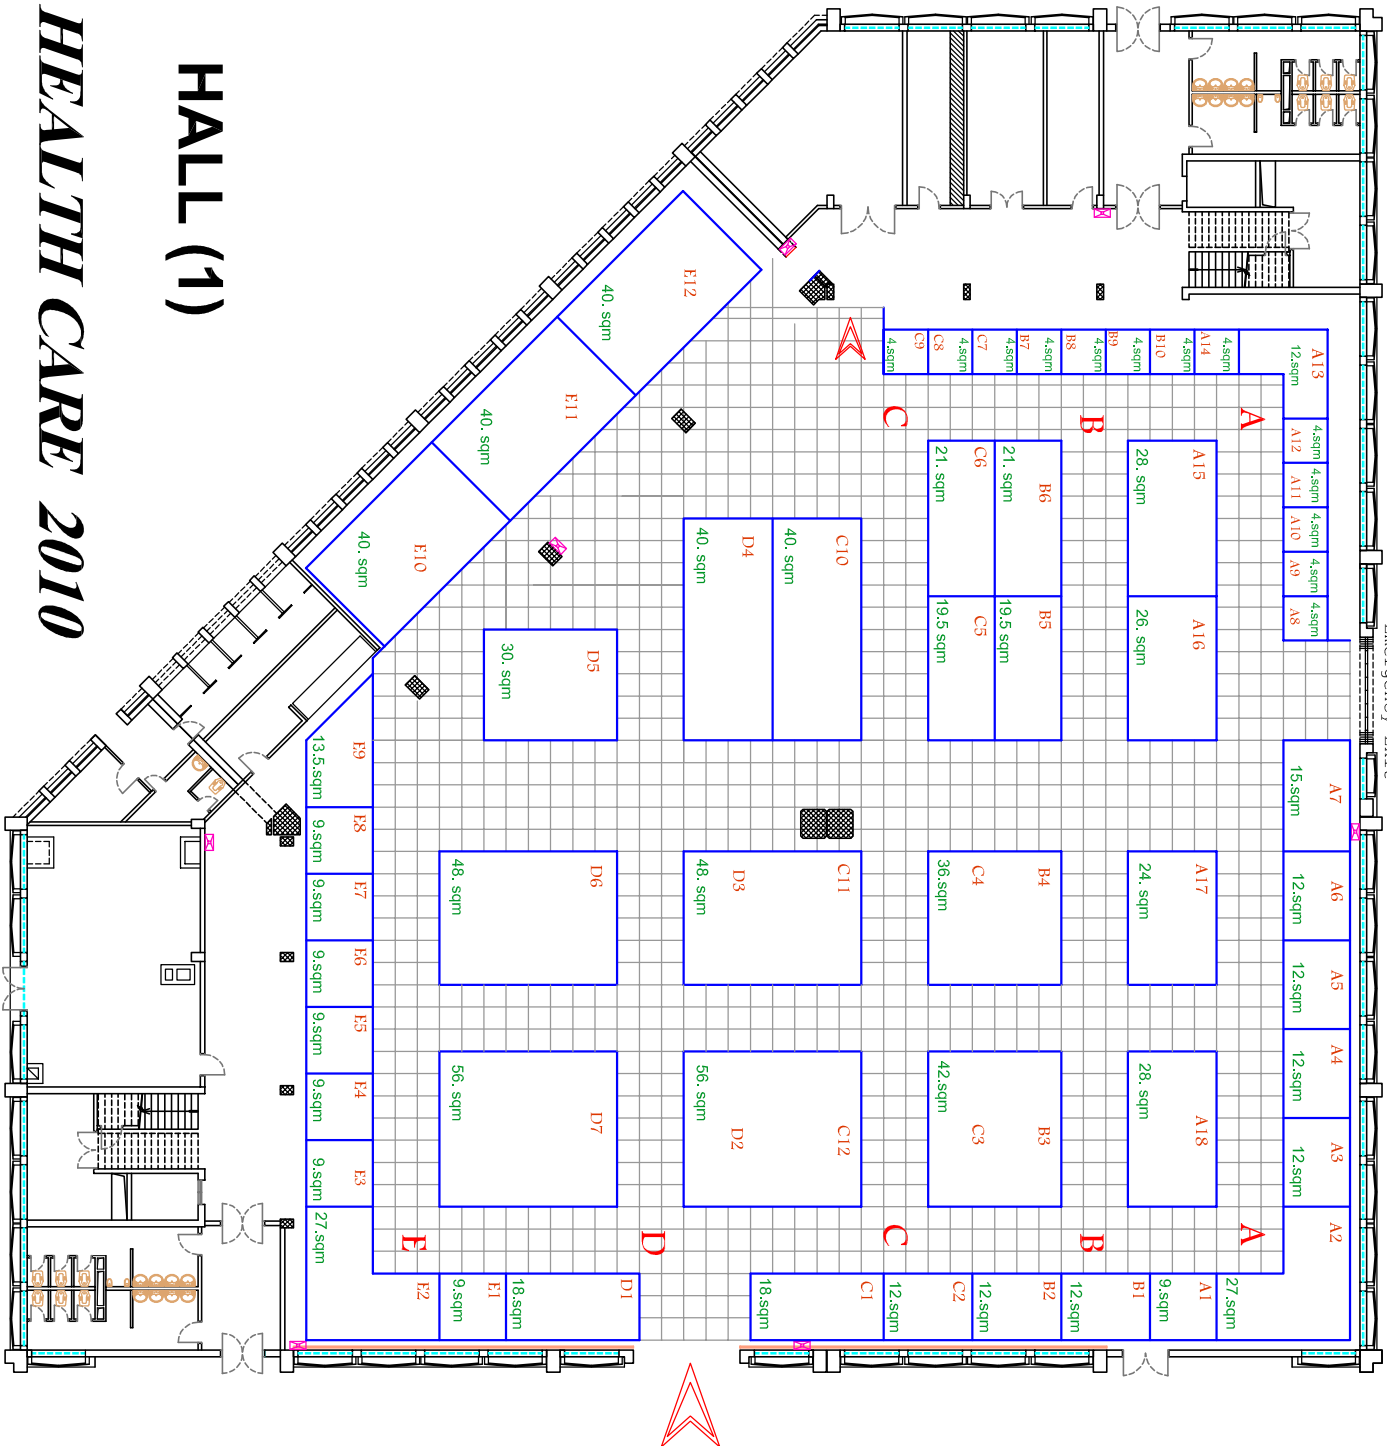 HEALTH CARE 2010
HALL (1)
E12
40. sqm
E11
40. sqm
E10
40. sqm
C9
4.sqm
C8
4.sqm
C7
4.sqm
B7
4.sqm
B8
4.sqm
B9
4.sqm
B10
4.sqm
A14
4.sqm
A13
12.sqm
A12
4.sqm
A11
4.sqm
A10
4.sqm
A9
4.sqm
A8
4.sqm
C
B
A
C6
21. sqm
B6
21. sqm
A15
28. sqm
C5
19.5 sqm
B5
19.5 sqm
A16
26. sqm
D4
40. sqm
C10
40. sqm
D5
30. sqm
E9
13.5.sqm
E8
9.sqm
E7
9.sqm
E6
9.sqm
E5
9.sqm
E4
9.sqm
E3
9.sqm
27.sqm
E2
A7
15.sqm
A6
12.sqm
A5
12.sqm
A4
12.sqm
A3
12.sqm
A2
27.sqm
D6
48. sqm
D3
C11
48. sqm
C4
B4
36.sqm
A17
24. sqm
D7
56. sqm
D2
C12
56. sqm
C3
B3
42.sqm
A18
28. sqm
E
D
C
B
A
E1
9.sqm
D1
18.sqm
C1
18.sqm
C2
12.sqm
B2
12.sqm
B1
12.sqm
A1
9.sqm